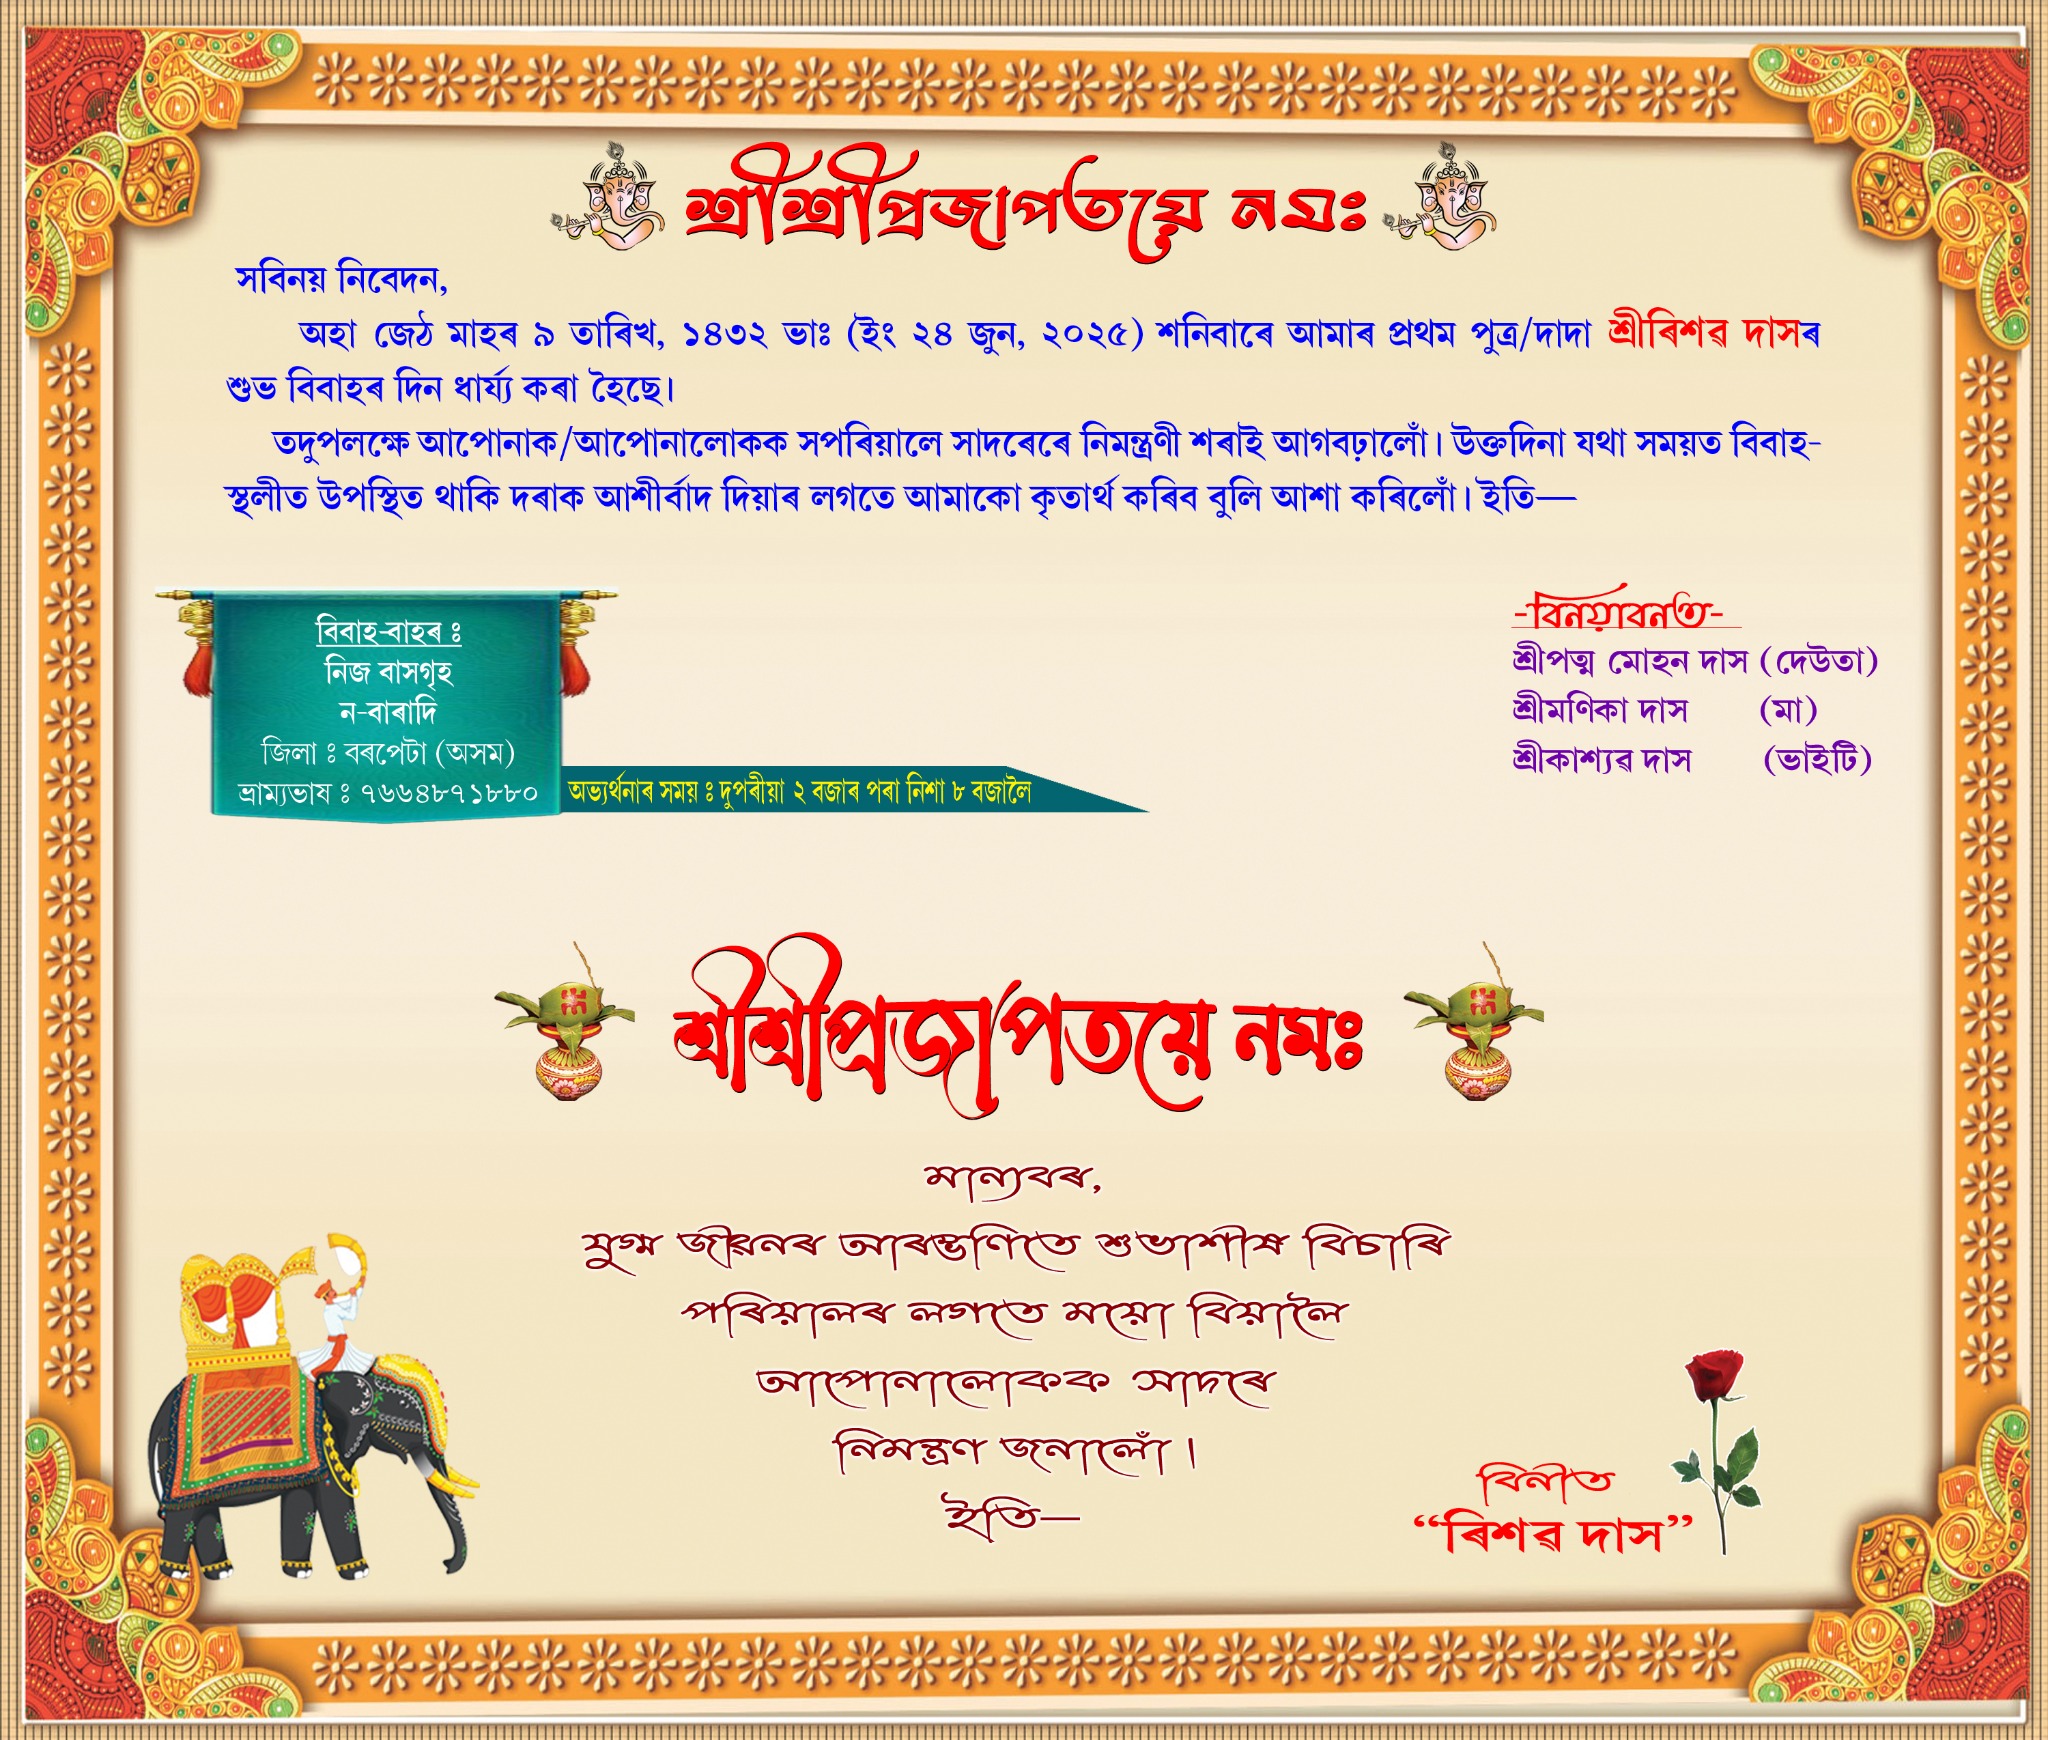 শ্রীশ্রীপ্ৰজাপতয়ে নমঃ
সবিনয় নিবেদন,
অহা জেঠ মাহৰ ৯ তাৰিখ, ১৪৩২ ভাঃ (ইং ২৪ জুন, ২০২৫) শনিবাৰে আমাৰ প্ৰথম পুত্ৰ/দাদা শ্ৰীৰিশৱ দাসৰ
শুভ বিবাহৰ দিন ধাৰ্য্য কৰা হৈছে।
তদুপলক্ষে আপোনাক/আপোনালোকক সপৰিয়ালে সাদৰেৰে নিমন্ত্ৰণী শৰাই আগবঢ়ালোঁ। উক্তদিনা যথা সময়ত বিবাহ-
স্থলীত উপস্থিত থাকি দৰাক আশীৰ্বাদ দিয়াৰ লগতে আমাকো কৃতাৰ্থ কৰিব বুলি আশা কৰিলোঁ। ইতি—
বিবাহ-বাহৰ ঃ
নিজ বাসগৃহ
ন-বাৰাদি
জিলা ঃ বৰপেটা (অসম)
ভ্ৰাম্যভাষ ঃ ৭৬৬৪৮৭১৮৮০
অভ্যৰ্থনাৰ সময় ঃ দুপৰীয়া ২ বজাৰ পৰা নিশা ৮ বজালৈ
-বিনয়াবনত-
শ্ৰীপত্ম মোহন দাস (দেউতা)
শ্ৰীমণিকা দাস (মা)
শ্ৰীকাশ্যৱ দাস (ভাইটি)
শ্রীশ্রীপ্ৰজাপতয়ে নমঃ
মান্যবৰ,
যুগ্ম জীৱনৰ আৰম্ভণিতে শুভাশীষ বিচাৰি
পৰিয়ালৰ লগতে ময়ো বিয়ালৈ
আপোনালোকক সাদৰে
নিমন্ত্ৰণ জনালোঁ।
ইতি—
বিনীত
“ৰিশৱ দাস”